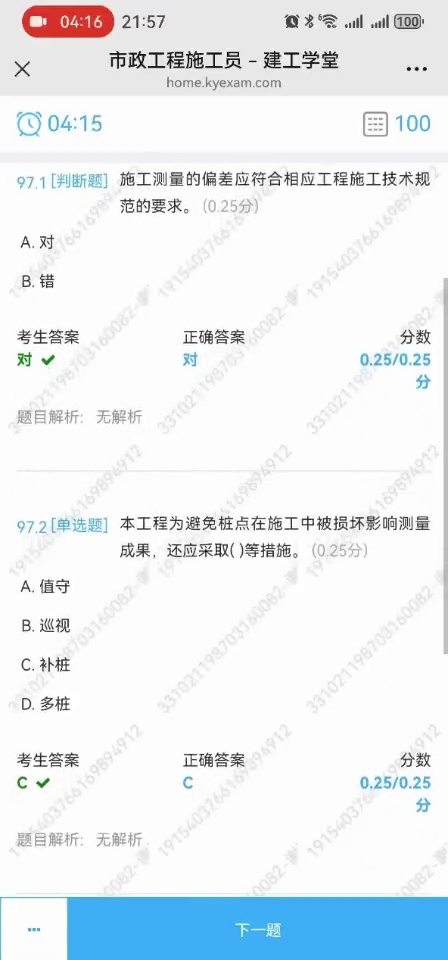 04:16 21:57 100
市政工程施工员 – 建工学堂
home.kyexam.com
04:15 100
97.1 [判断题] 施工测量的偏差应符合相应工程施工技术规
范的要求。 (0.25分)
A. 对
B. 错
考生答案 正确答案 分数
对 对 0.25/0.25
分
题目解析: 无解析
97.2 [单选题] 本工程为避免桩点在施工中被损坏影响测量
成果，还应采取( )等措施。 (0.25分)
A. 值守
B. 巡视
C. 补桩
D. 多桩
考生答案 正确答案 分数
C C 0.25/0.25
分
题目解析: 无解析
... 下一题